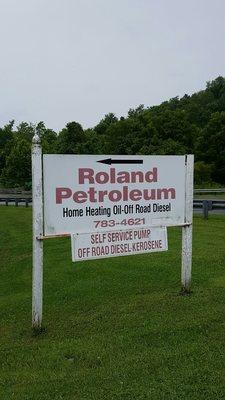 Roland
Petroleum
Home Heating Oil-Off Road Diesel
783-4621
SELF SERVICE PUMP
OFF ROAD DIESEL-KEROSENE